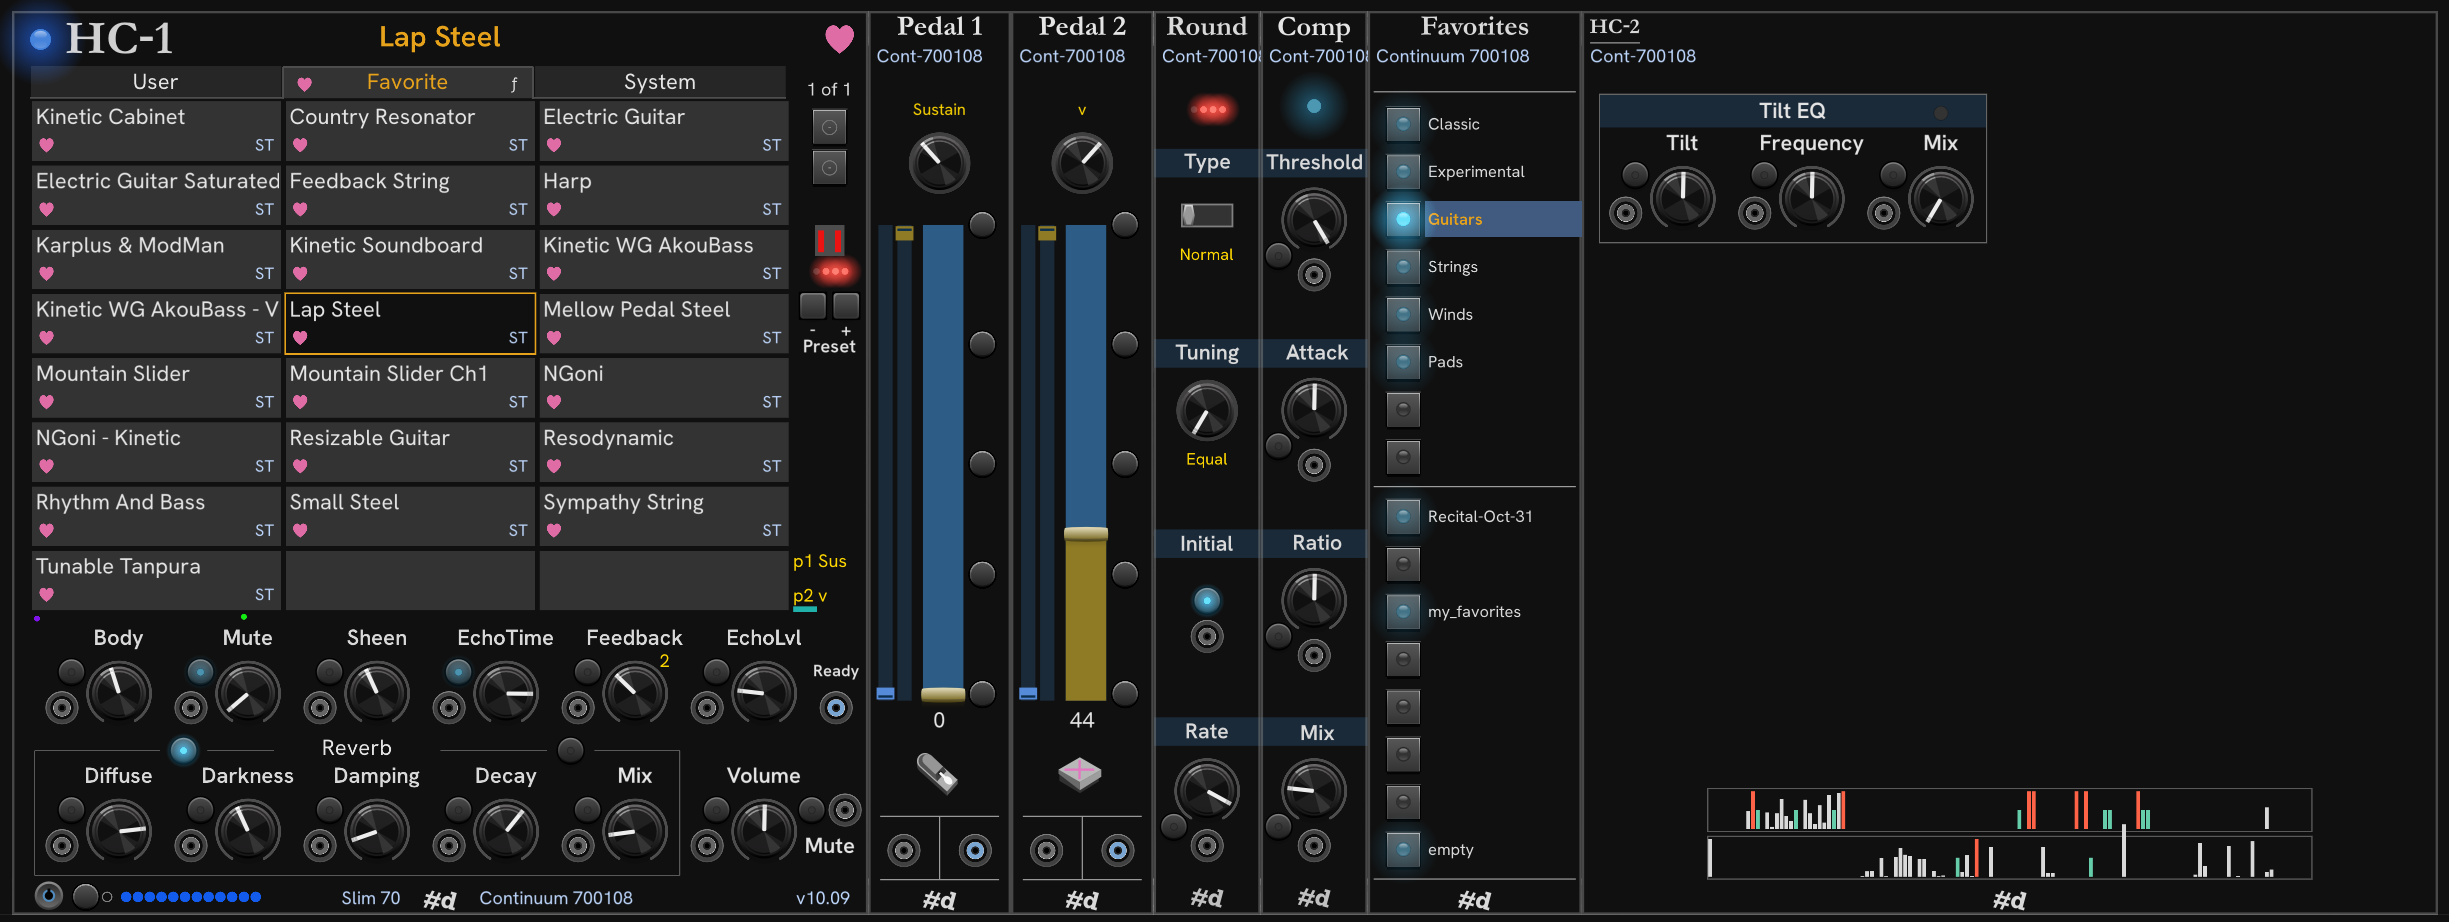 HC-1
Lap Steel
User
Favorite
ƒ
System
1 of 1
Kinetic Cabinet
ST
Country Resonator
ST
Electric Guitar
ST
Electric Guitar Saturated
ST
Feedback String
ST
Harp
ST
Karplus & ModMan
ST
Kinetic Soundboard
ST
Kinetic WG AkouBass
ST
Kinetic WG AkouBass - V
ST
Lap Steel
ST
Mellow Pedal Steel
ST
Mountain Slider
ST
Mountain Slider Ch1
ST
NGoni
ST
NGoni - Kinetic
ST
Resizable Guitar
ST
Resodynamic
ST
Rhythm And Bass
ST
Small Steel
ST
Sympathy String
ST
Tunable Tanpura
ST
- +
Preset
p1 Sus
p2 v
Body
Mute
Sheen
EchoTime
Feedback
2
EchoLvl
Ready
Reverb
Diffuse
Darkness
Damping
Decay
Mix
Volume
Mute
Slim 70
#d
Continuum 700108
v10.09
Pedal 1
Cont-700108
Sustain
0
#d
Pedal 2
Cont-700108
v
44
#d
Round
Cont-70010
Type
Normal
Tuning
Equal
Initial
Rate
#d
Comp
Cont-70010
Threshold
Attack
Ratio
Mix
#d
Favorites
Continuum 700108
Classic
Experimental
Guitars
Strings
Winds
Pads
Recital-Oct-31
my_favorites
empty
#d
HC-2
Cont-700108
Tilt EQ
Tilt
Frequency
Mix
#d